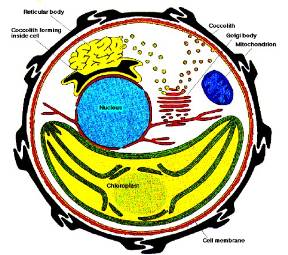 Reticular body
Coccolith forming
inside cell
Coccolith
Golgi body
Mitochondrion
Nucleus
Chloroplast
Cell membrane